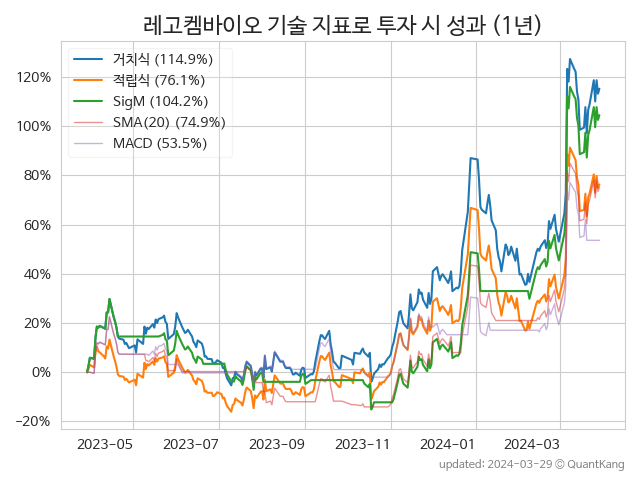 레고켐바이오 기술 지표로 투자 시 성과 (1년)
거치식 (114.9%)
적립식 (76.1%)
SigM (104.2%)
SMA(20) (74.9%)
MACD (53.5%)
120%
100%
80%
60%
40%
20%
0%
−20%
2023-05 2023-07 2023-09 2023-11 2024-01 2024-03
updated: 2024-03-29 © QuantKang